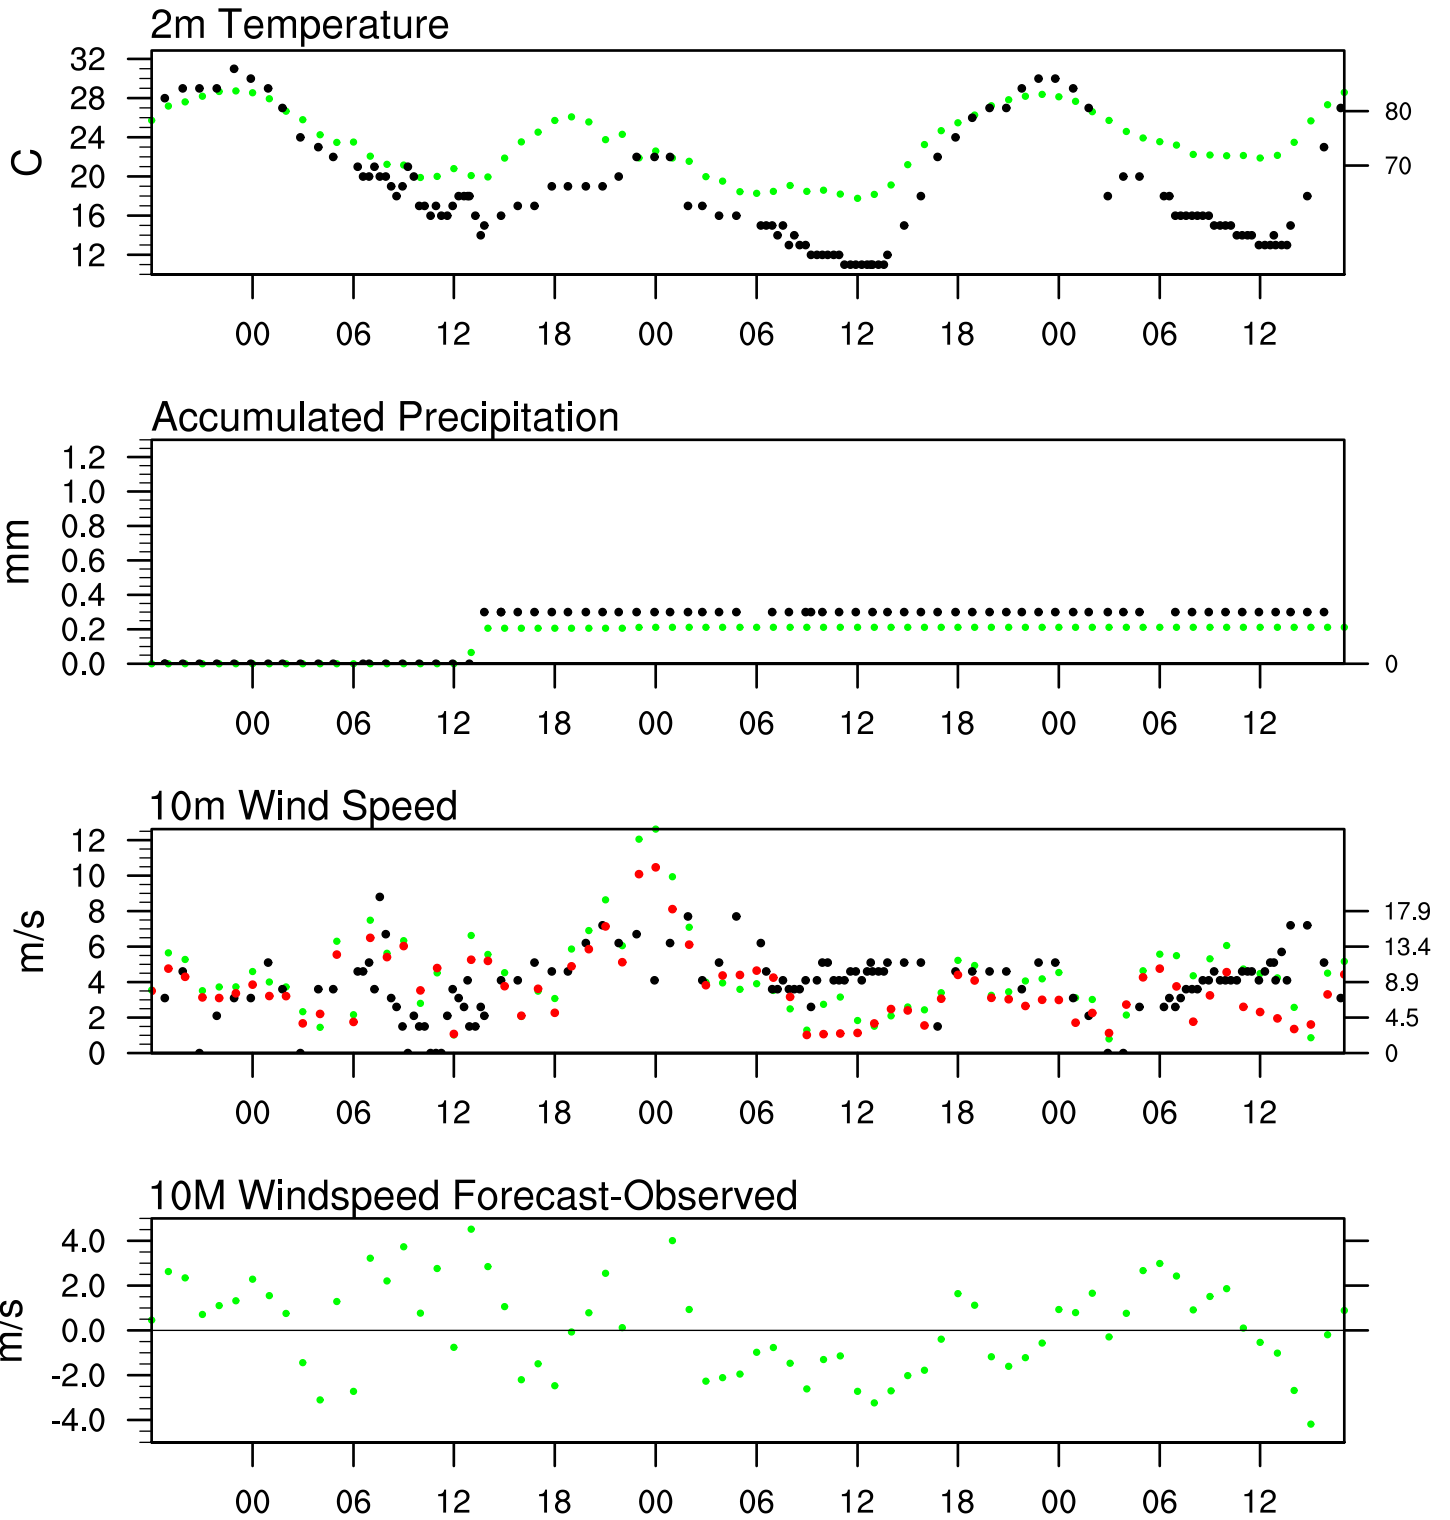 2m Temperature
32
28
24
20
16
12
C
80
70
00 06 12 18 00 06 12 18 00 06 12
Accumulated Precipitation
1.2
1.0
0.8
0.6
0.4
0.2
0.0
mm
0
00 06 12 18 00 06 12 18 00 06 12
10m Wind Speed
12
10
8
6
4
2
0
m/s
17.9
13.4
8.9
4.5
0
00 06 12 18 00 06 12 18 00 06 12
10M Windspeed Forecast-Observed
4.0
2.0
0.0
-2.0
-4.0
m/s
00 06 12 18 00 06 12 18 00 06 12